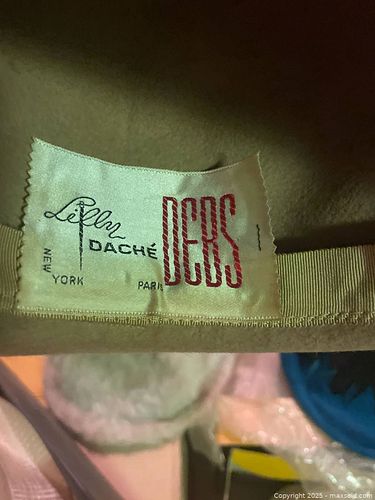 Lilly
DACHÉ
DEBS
NEW YORK
PARIS
Copyright 2025 - maxsold.com